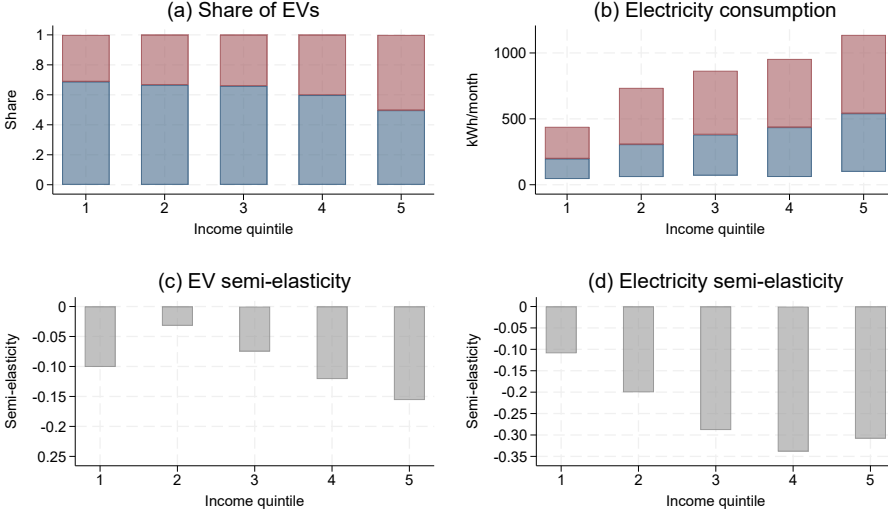 (a) Share of EVs
Share
1
.8
.6
.4
.2
0
1 2 3 4 5
Income quintile
(b) Electricity consumption
kWh/month
1000
500
0
1 2 3 4 5
Income quintile
(c) EV semi-elasticity
Semi-elasticity
0
-0.05
-0.10
-0.15
-0.2
0.25
1 2 3 4 5
Income quintile
(d) Electricity semi-elasticity
Semi-elasticity
0
-0.05
-0.10
-0.15
-0.2
-0.25
-0.30
-0.35
1 2 3 4 5
Income quintile